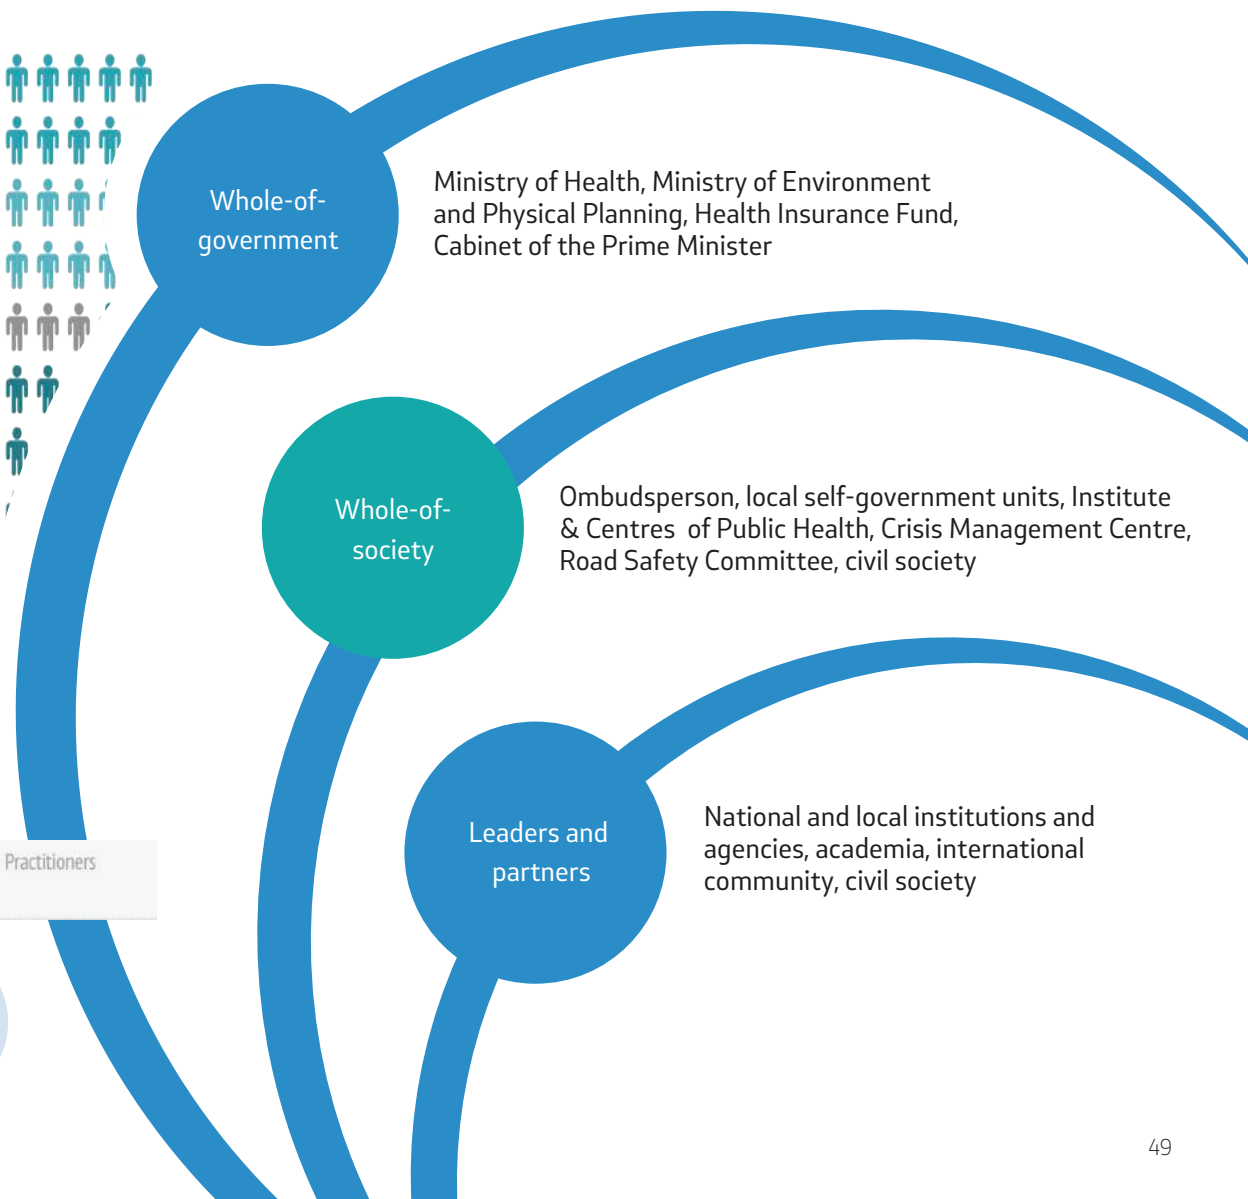 Whole-of-
government
Ministry of Health, Ministry of Environment
and Physical Planning, Health Insurance Fund,
Cabinet of the Prime Minister
Whole-of-
society
Ombudsperson, local self-government units, Institute
& Centres  of Public Health, Crisis Management Centre,
Road Safety Committee, civil society
Leaders and
partners
National and local institutions and
agencies, academia, international
community, civil society
Practitioners
49